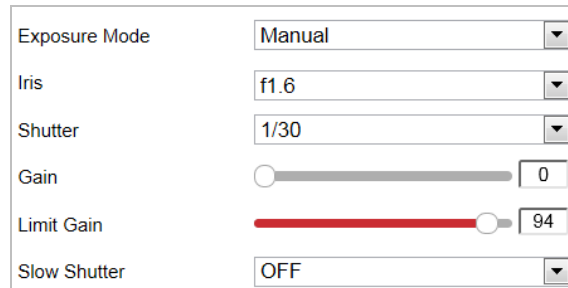 Exposure Mode Manual
Iris f1.6
Shutter 1/30
Gain 0
Limit Gain 94
Slow Shutter OFF